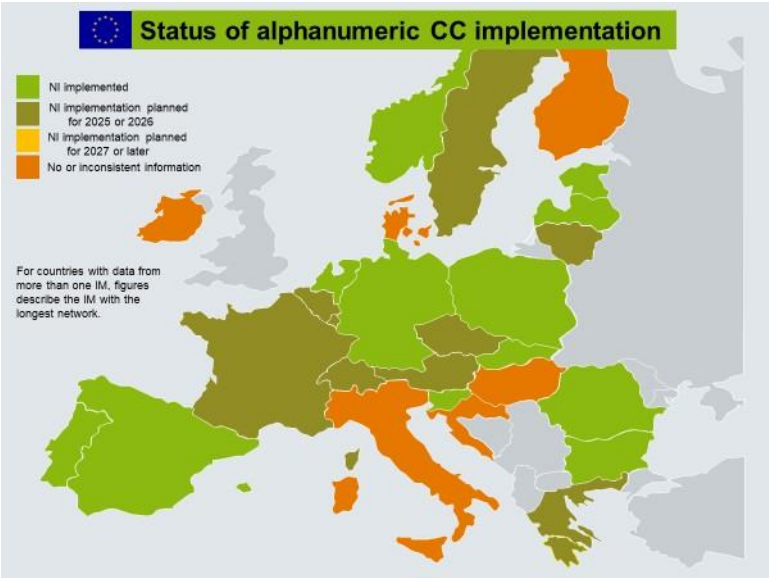 Status of alphanumeric CC implementation
NI implemented
NI implementation planned
for 2025 or 2026
NI implementation planned
for 2027 or later
No or inconsistent information
For countries with data from
more than one IM, figures
describe the IM with the
longest network.